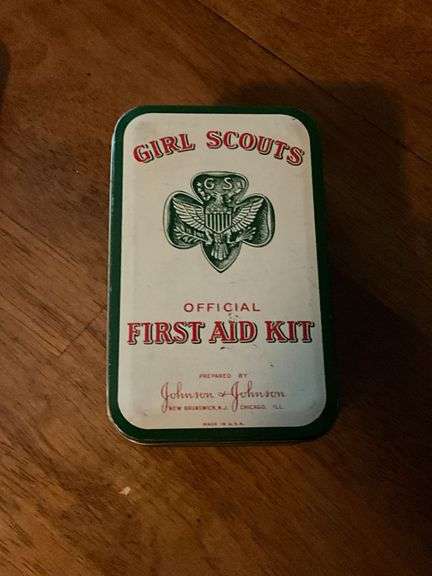 GIRL SCOUTS
G S
OFFICIAL
FIRST AID KIT
PREPARED BY
Johnson & Johnson
NEW BRUNSWICK, N.J. CHICAGO, ILL.
MADE IN U.S.A.